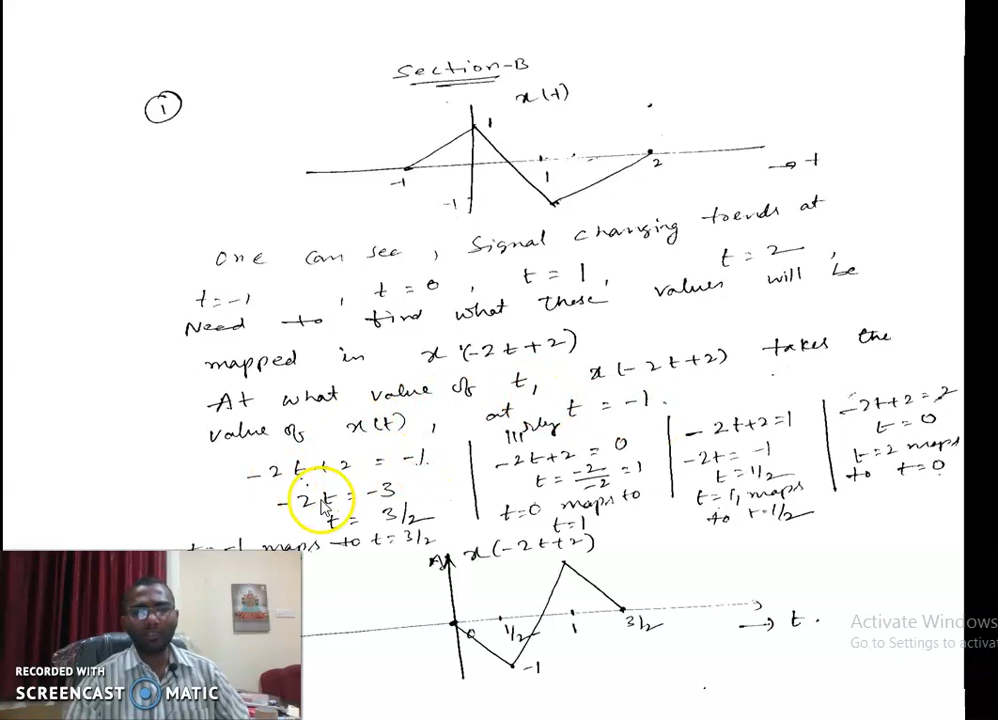 Section-B
1
x(t)
1
-1
1
2
→ t
-1
One can see, Signal changing trends at
t=-1, t=0, t=1, t=2,
Need to find what these values will be
mapped in x(-2t+2)
At what value of t, x(-2t+2) takes the
value of x(t), at t=-1.
-2t+2 = -1
-2t = -3
t = 3/2
t=-1 maps to t=3/2
|||rly
-2t+2 = 0
t = -2/-2 = 1
t=0 maps to
t=1
-2t+2=1
-2t=-1
t=1/2
t=1, maps
to t=1/2
-2t+2=2
t=0
t=2 maps
to t=0
x(-2t+2)
0
1/2
1
3/2
→ t.
-1
Activate Windows
Go to Settings to activa
RECORDED WITH
SCREENCAST MATIC